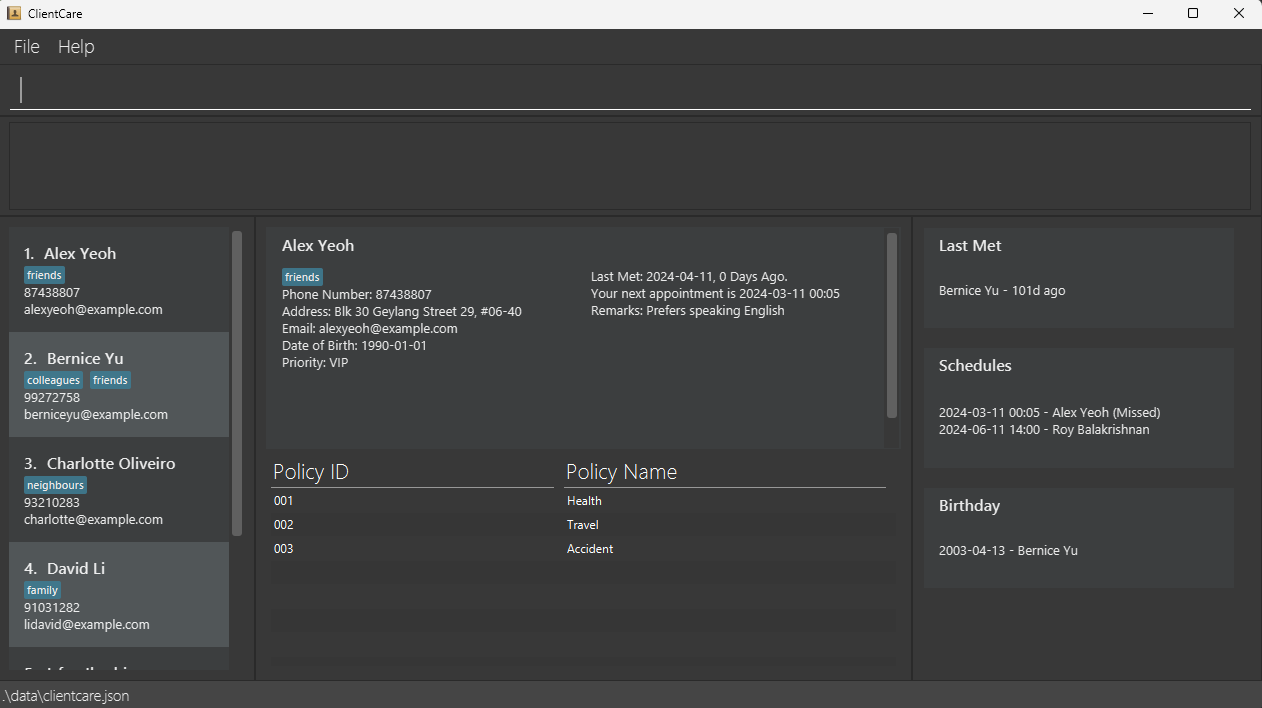 ClientCare
File Help
1. Alex Yeoh
friends
87438807
alexyeoh@example.com
2. Bernice Yu
colleagues friends
99272758
berniceyu@example.com
3. Charlotte Oliveiro
neighbours
93210283
charlotte@example.com
4. David Li
family
91031282
lidavid@example.com
Alex Yeoh
friends
Phone Number: 87438807
Address: Blk 30 Geylang Street 29, #06-40
Email: alexyeoh@example.com
Date of Birth: 1990-01-01
Priority: VIP
Last Met: 2024-04-11, 0 Days Ago.
Your next appointment is 2024-03-11 00:05
Remarks: Prefers speaking English
Policy ID Policy Name
001 Health
002 Travel
003 Accident
Last Met
Bernice Yu - 101d ago
Schedules
2024-03-11 00:05 - Alex Yeoh (Missed)
2024-06-11 14:00 - Roy Balakrishnan
Birthday
2003-04-13 - Bernice Yu
.\data\clientcare.json